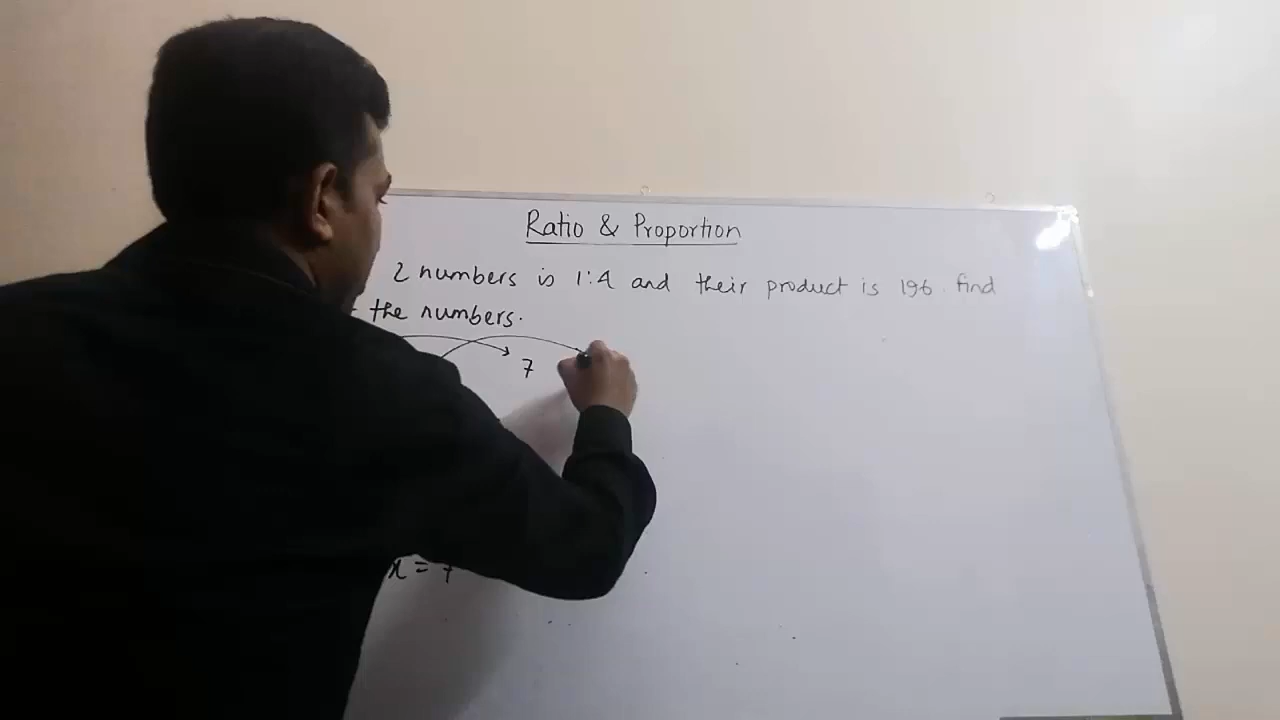 Ratio & Proportion
2 numbers is 1:4 and their product is 196. find
the numbers.
7
x = 7